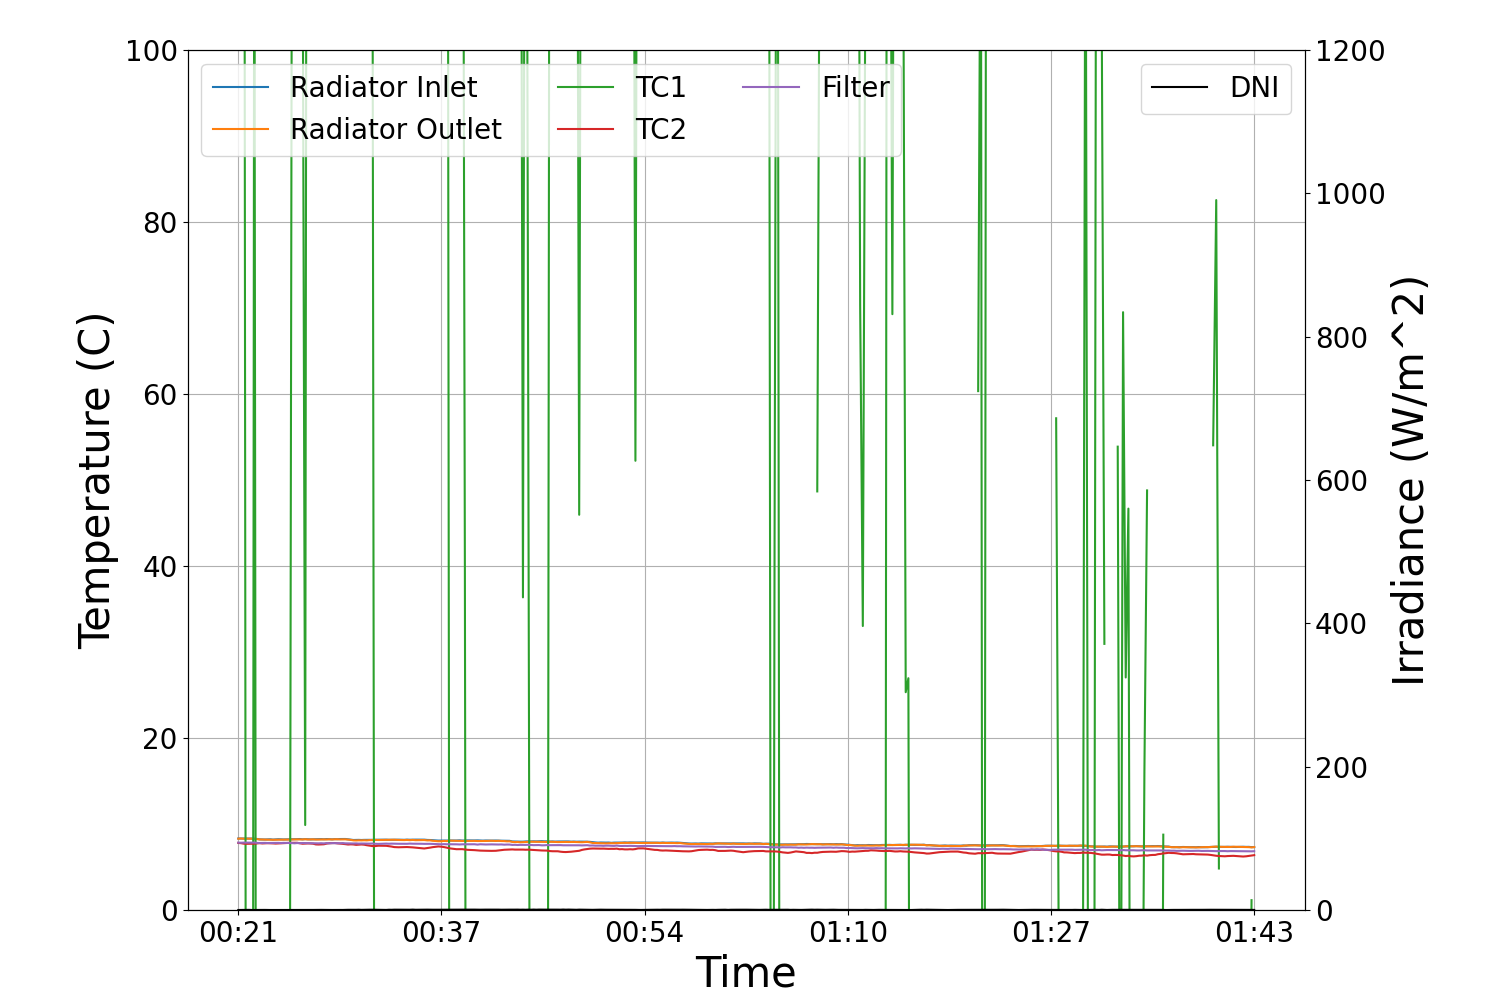 100
80
60
40
20
0
Temperature (C)
Radiator Inlet
Radiator Outlet
TC1
TC2
Filter
DNI
1200
1000
800
600
400
200
0
Irradiance (W/m^2)
00:21 00:37 00:54 01:10 01:27 01:43
Time